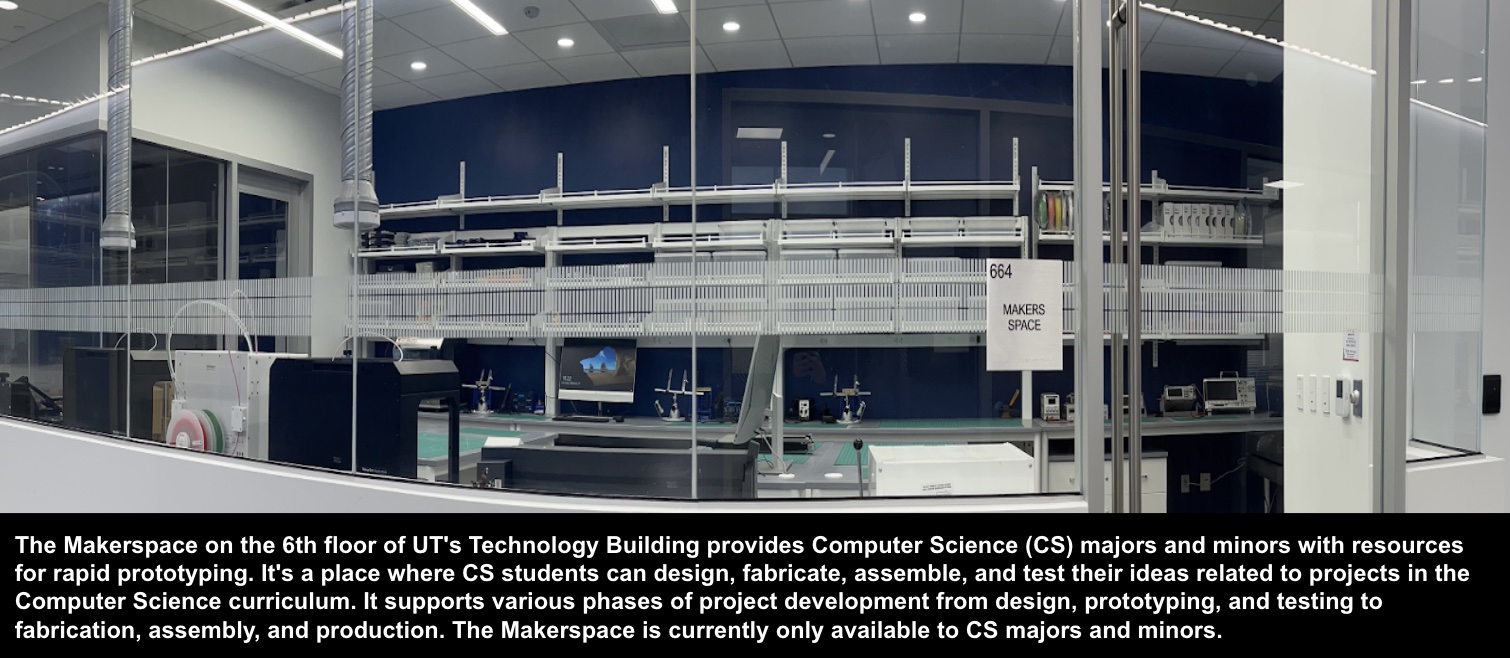 664
MAKERS
SPACE
The Makerspace on the 6th floor of UT's Technology Building provides Computer Science (CS) majors and minors with resources
for rapid prototyping. It's a place where CS students can design, fabricate, assemble, and test their ideas related to projects in the
Computer Science curriculum. It supports various phases of project development from design, prototyping, and testing to
fabrication, assembly, and production. The Makerspace is currently only available to CS majors and minors.